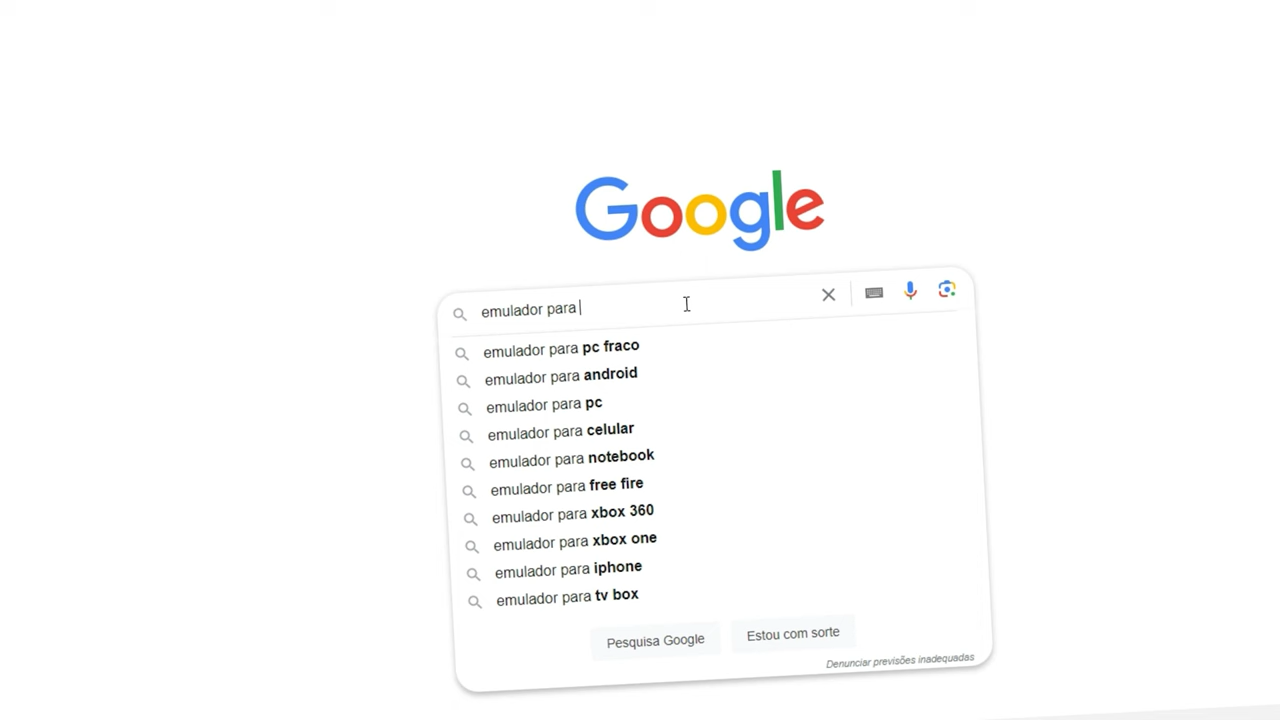 Google
emulador para
emulador para pc fraco
emulador para android
emulador para pc
emulador para celular
emulador para notebook
emulador para free fire
emulador para xbox 360
emulador para xbox one
emulador para iphone
emulador para tv box
Pesquisa Google Estou com sorte
Denunciar previsões inadequadas